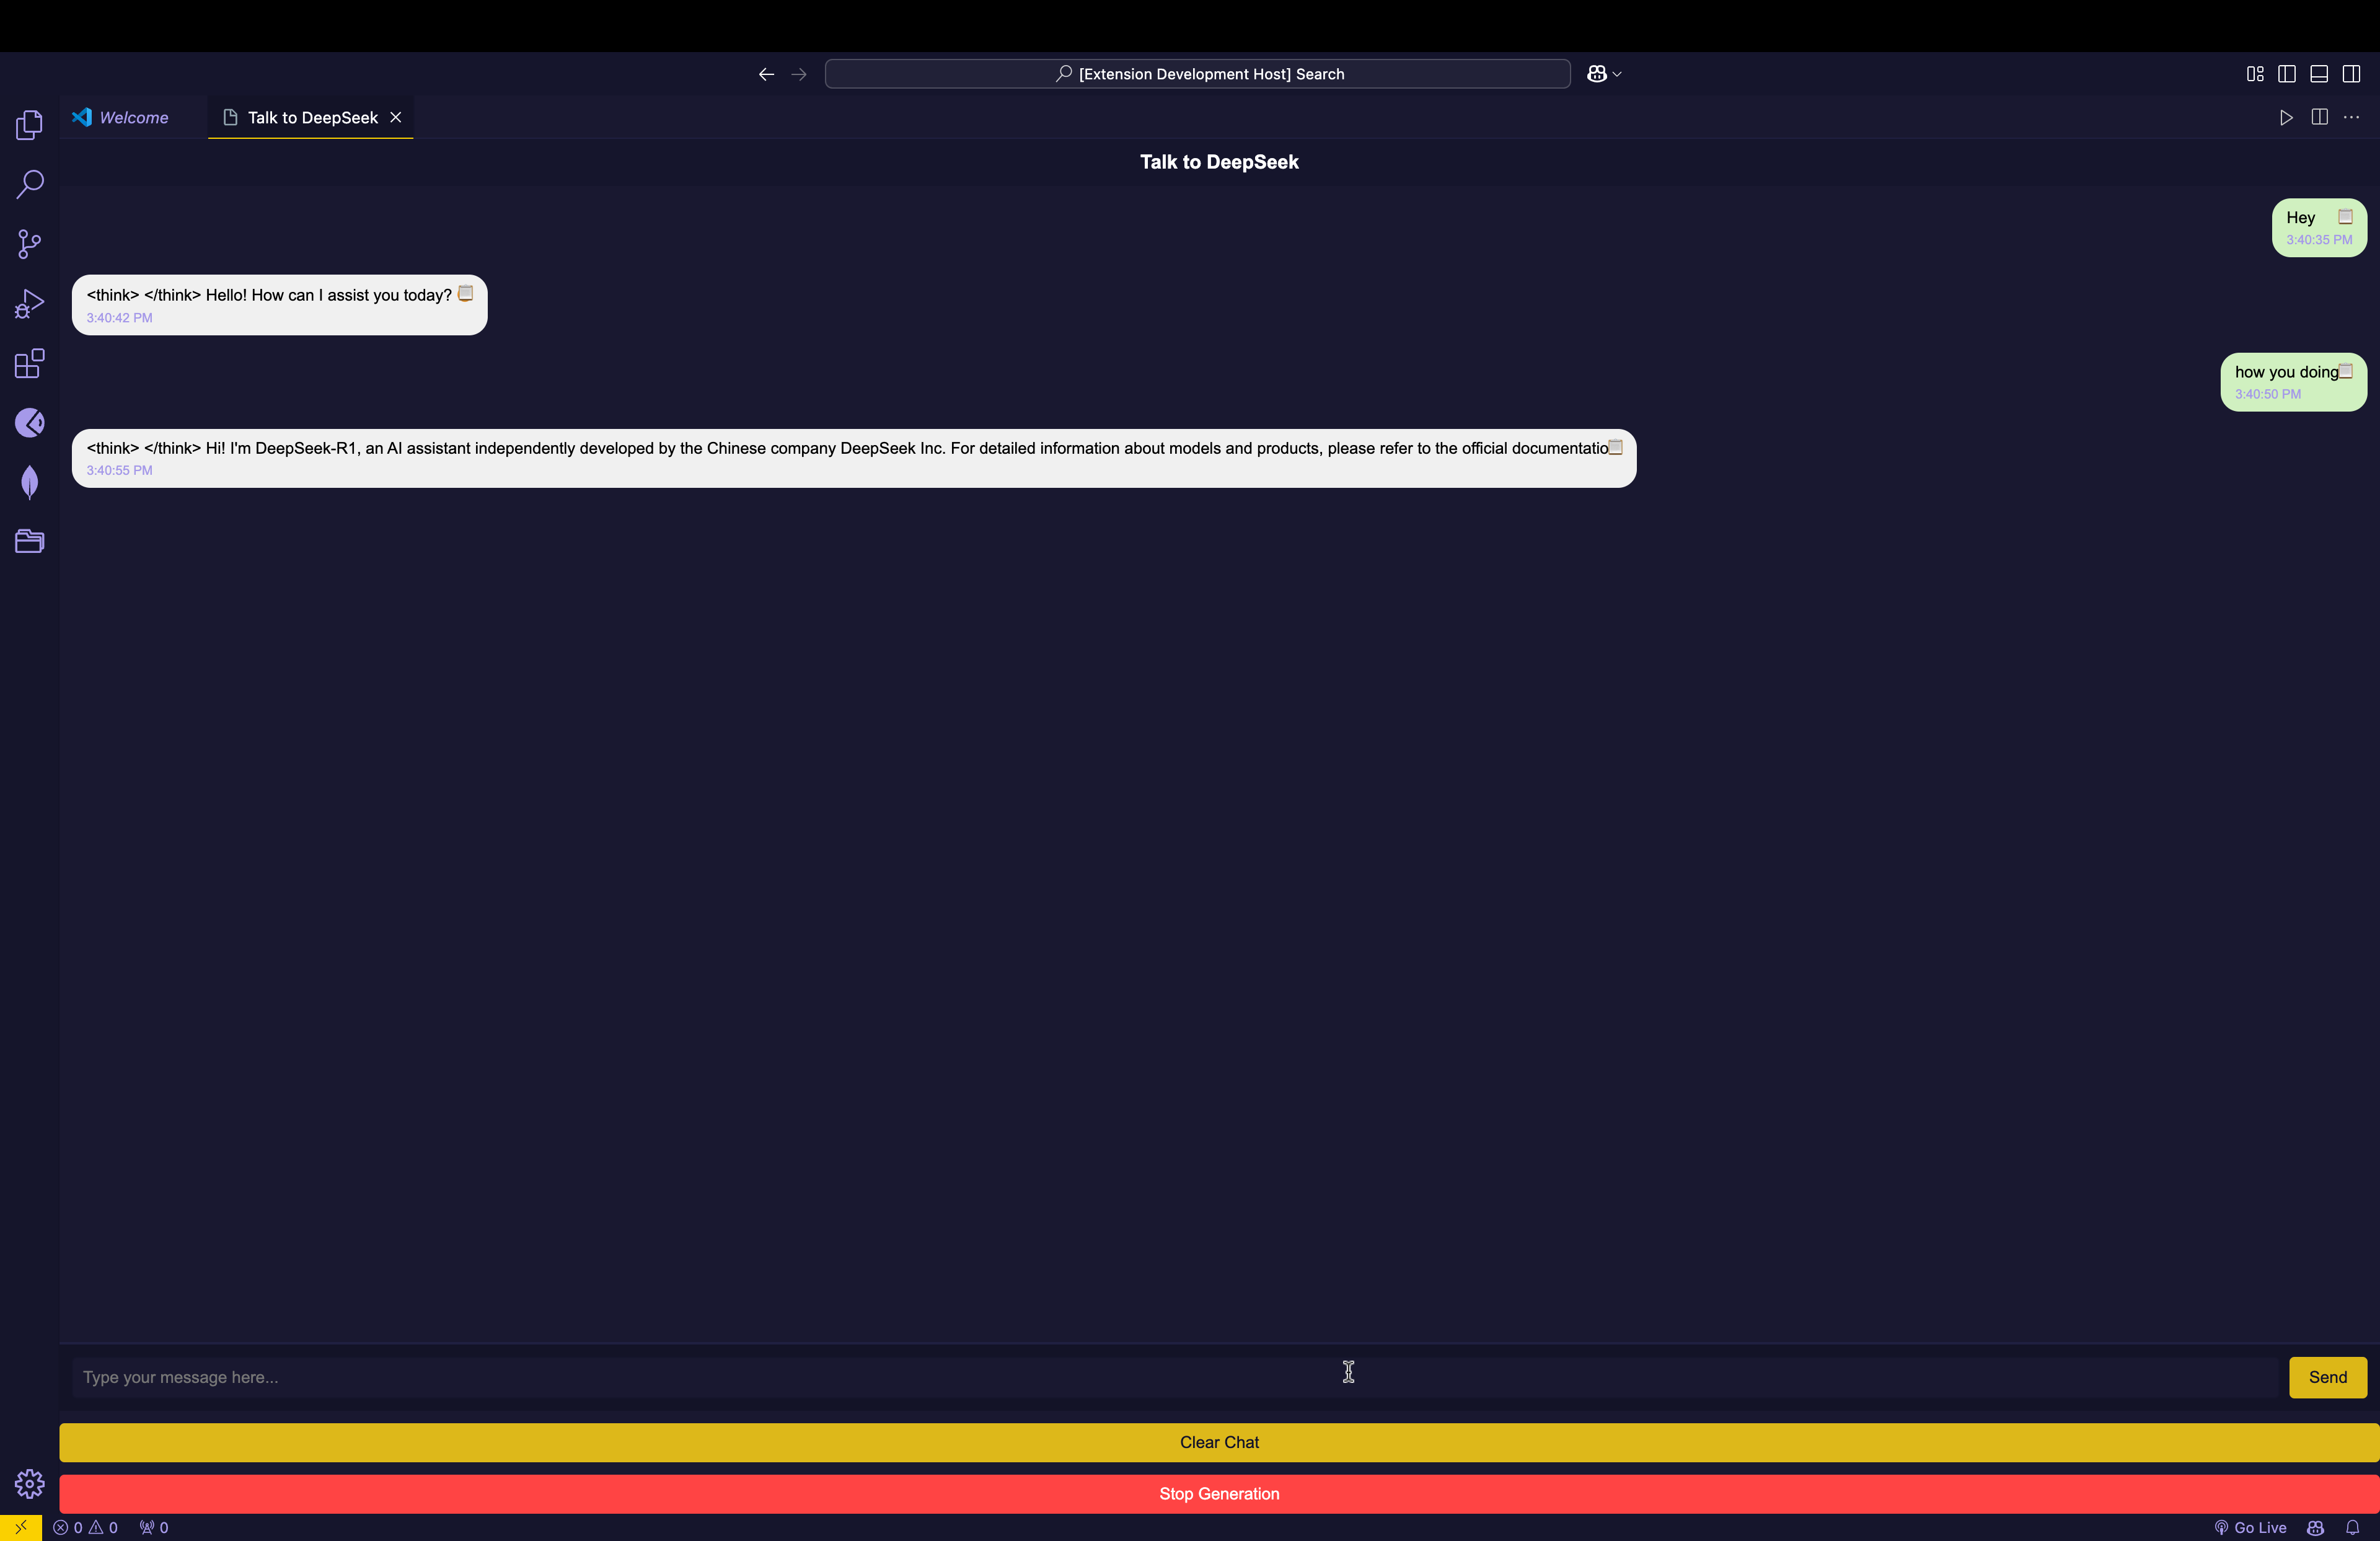 [Extension Development Host] Search
Welcome
Talk to DeepSeek
Talk to DeepSeek
Hey
3:40:35 PM
<think> </think> Hello! How can I assist you today?
3:40:42 PM
how you doing
3:40:50 PM
<think> </think> Hi! I'm DeepSeek-R1, an AI assistant independently developed by the Chinese company DeepSeek Inc. For detailed information about models and products, please refer to the official documentatio
3:40:55 PM
Type your message here...
Send
Clear Chat
Stop Generation
0 0 0
Go Live